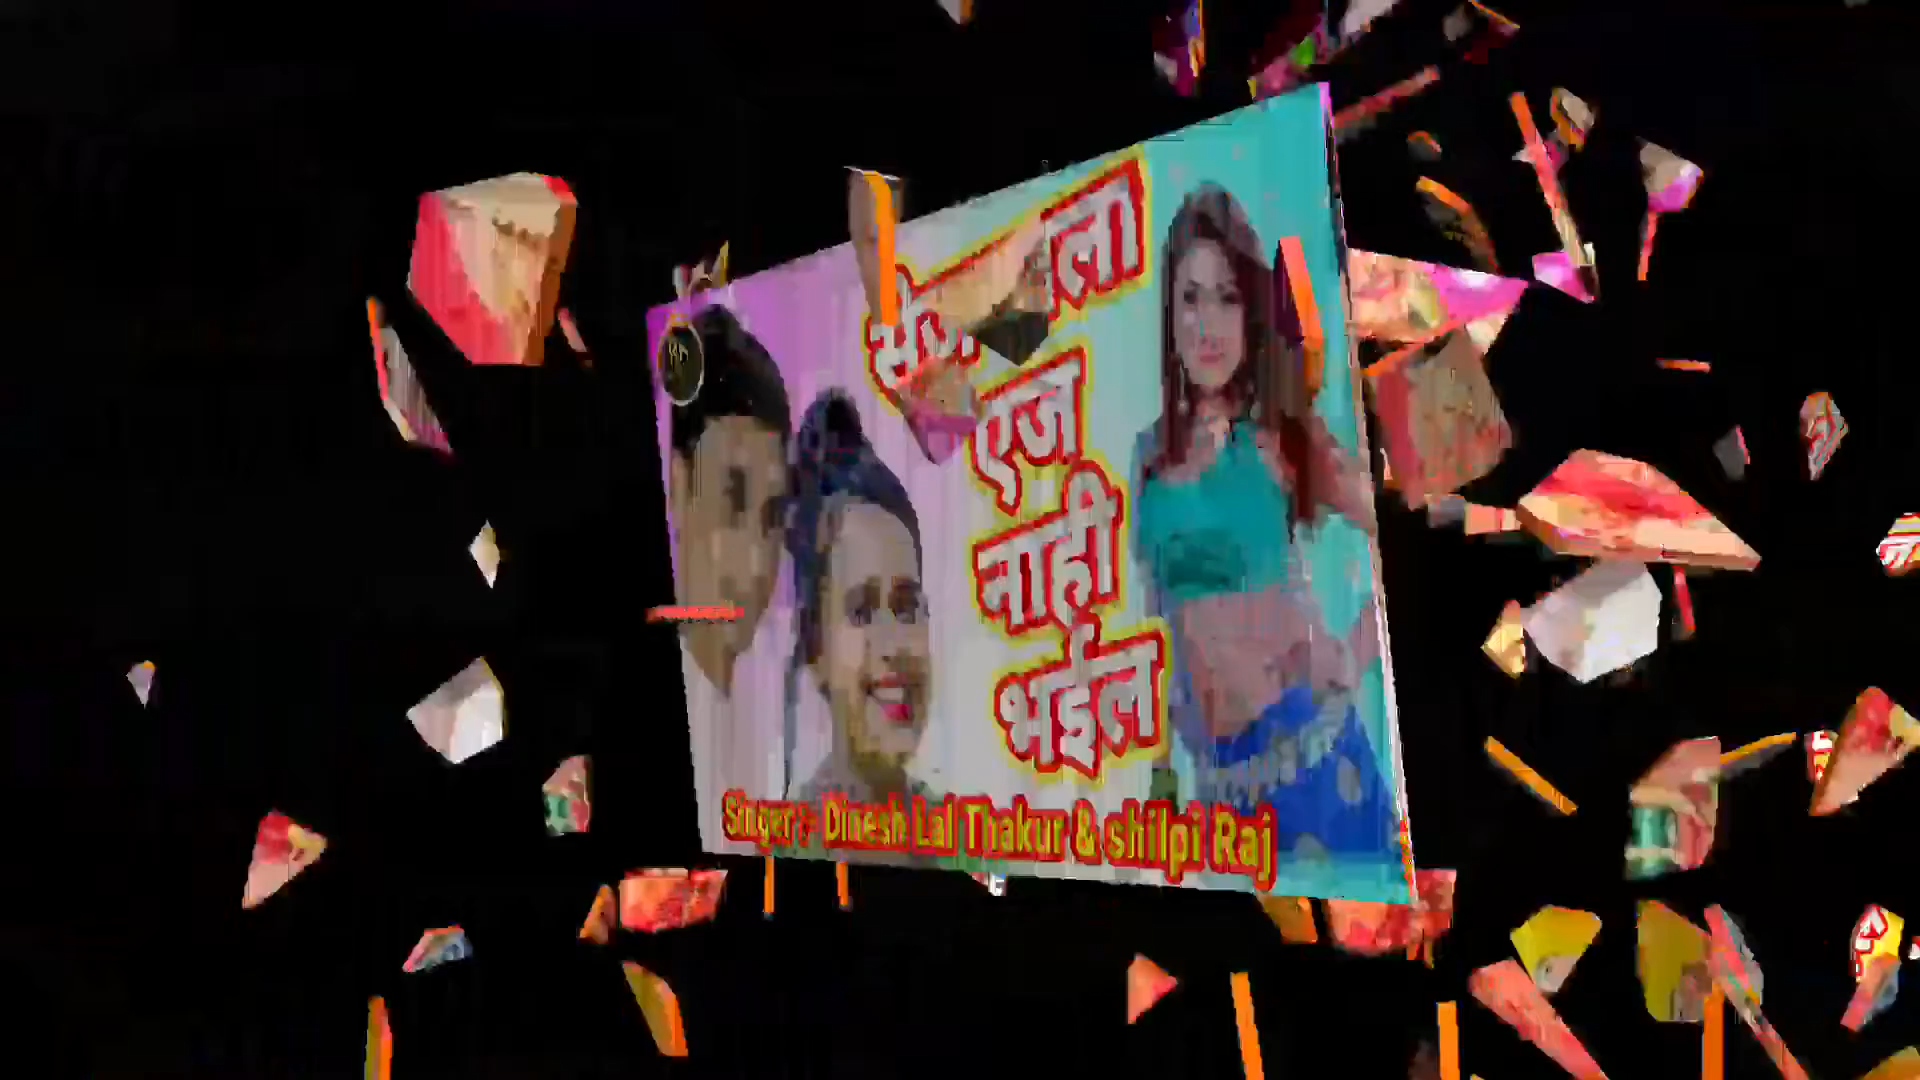 ला
एज
नाही
भईल
Singer :- Dinesh Lal Thakur & shilpi Raj